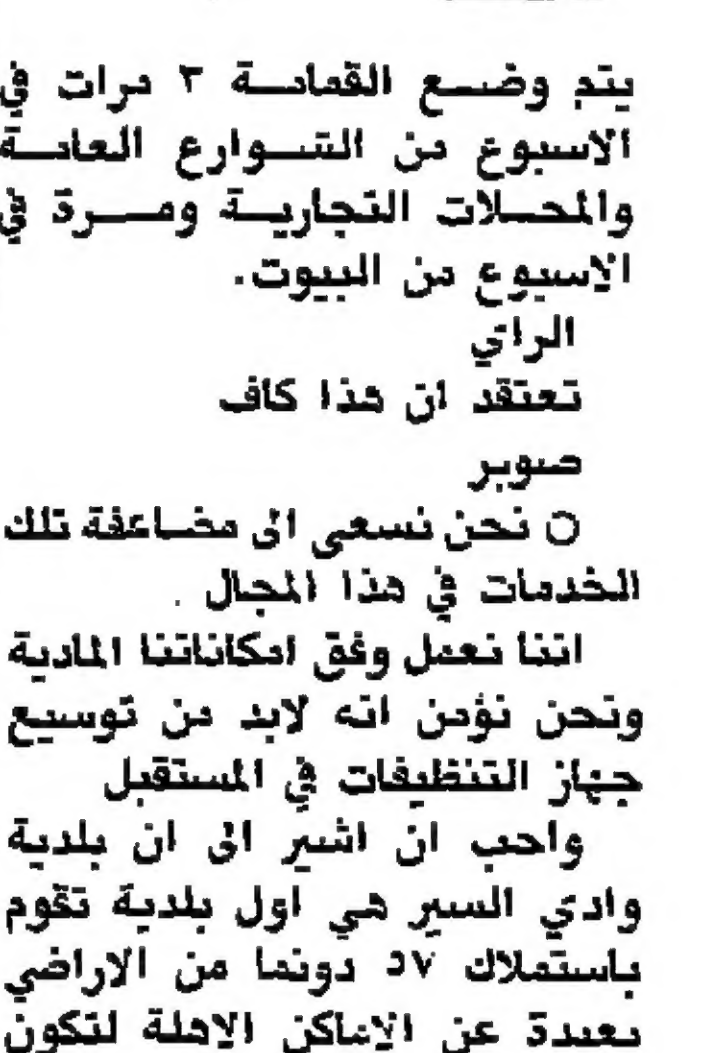 يتم وضع القمامة ٣ مرات في
الاسبوع من الشوارع العامة
والمحلات التجارية ومرة في
الاسبوع من البيوت.
الراي
تعتقد ان هذا كاف
صوير
○ نحن نسعى الى مضاعفة تلك
الخدمات في هذا المجال .
اننا نعمل وفق امكاناتنا المادية
ونحن نؤمن انه لابد من توسيع
جهاز التنظيفات في المستقبل
واحب ان اشير الى ان بلدية
وادي السير هي اول بلدية تقوم
باستملاك ٥٧ دونما من الاراضي
بعيدة عن الاماكن الاهلة لتكون